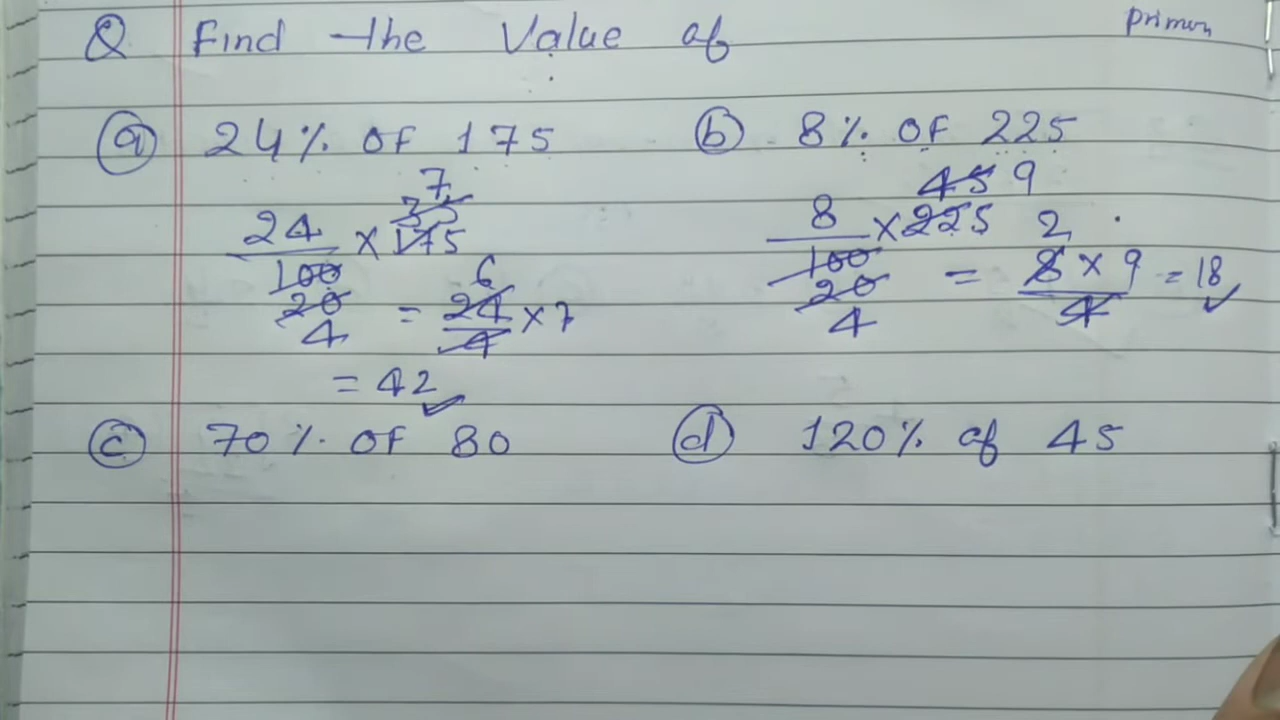 Q Find the Value of
ⓐ 24% OF 175
24/100 × 175
35
7
20
4
= 24/4 × 7
6
= 42 ✓
ⓑ 8% OF 225
8/100 × 225
45 9
20
4
= 8 × 9/4 = 18 ✓
2
ⓒ 70% OF 80
ⓓ 120% of 45